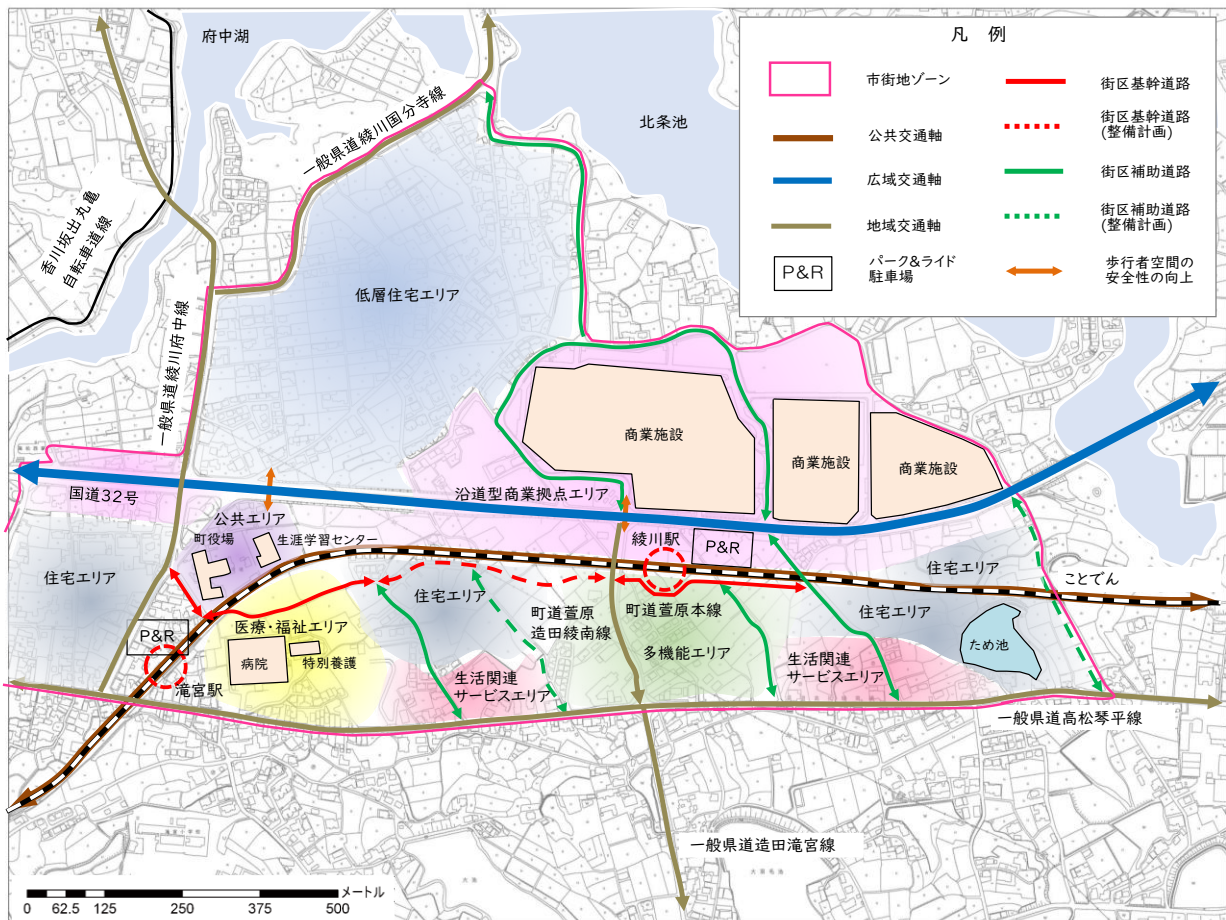 府中湖
北条池
凡 例
市街地ゾーン
公共交通軸
広域交通軸
地域交通軸
P&R
パーク&ライド
駐車場
街区基幹道路
街区基幹道路
(整備計画)
街区補助道路
街区補助道路
(整備計画)
歩行者空間の
安全性の向上
一般県道綾川国分寺線
香川坂出丸亀
自転車道線
一般県道綾川府中線
低層住宅エリア
商業施設
商業施設
商業施設
国道32号
沿道型商業拠点エリア
公共エリア
町役場
生涯学習センター
綾川駅
P&R
住宅エリア
住宅エリア
住宅エリア
ことでん
住宅エリア
町道萱原
造田綾南線
町道萱原本線
多機能エリア
P&R
滝宮駅
医療・福祉エリア
病院
特別養護
生活関連
サービスエリア
生活関連
サービスエリア
ため池
一般県道高松琴平線
一般県道造田滝宮線
メートル
0 62.5 125 250 375 500